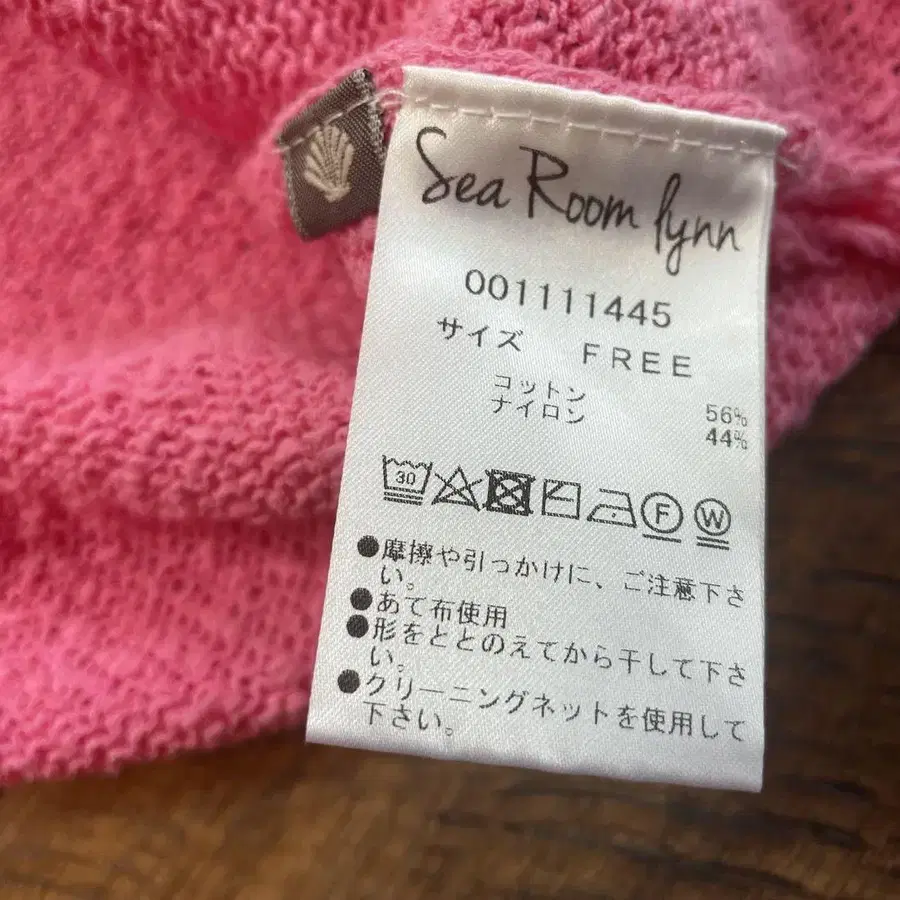 Sea Room lynn
001111445
サイズ FREE
コットン 56%
ナイロン 44%
30 F W
●摩擦や引っかけに、ご注意下さ
い。
●あて布使用
●形をととのえてから干して下さ
い。
●クリーニングネットを使用して
下さい。